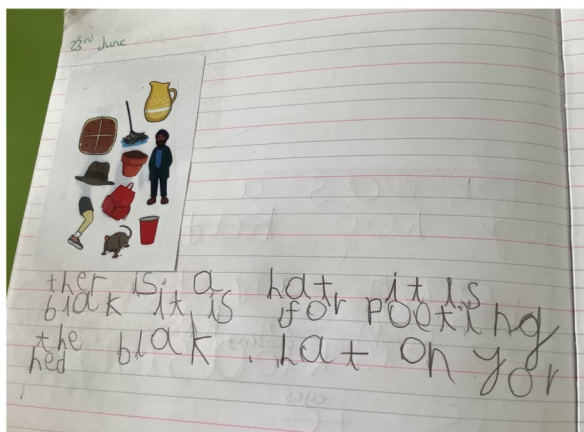 23rd June
ther is a hat it is
blak it is for poeting
the blak . hat on yor
hed